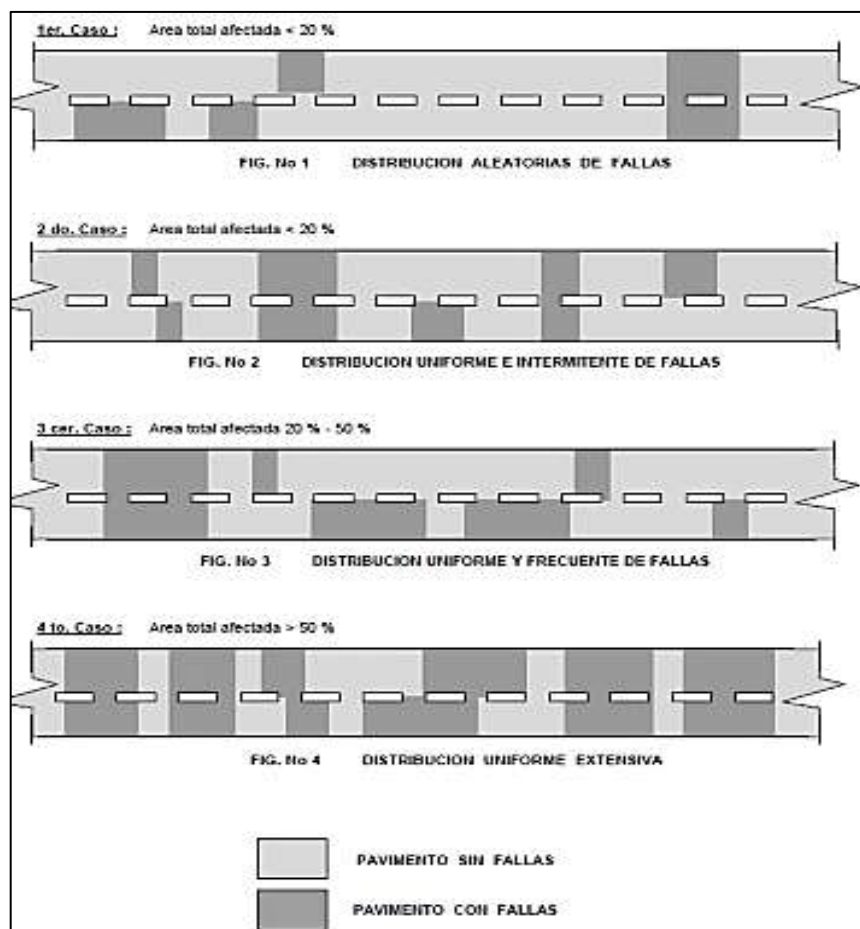 1er. Caso : Area total afectada < 20 %
FIG. No 1 DISTRIBUCION ALEATORIAS DE FALLAS
2 do. Caso : Area total afectada < 20 %
FIG. No 2 DISTRIBUCION UNIFORME E INTERMITENTE DE FALLAS
3 cer. Caso : Area total afectada 20 % - 50 %
FIG. No 3 DISTRIBUCION UNIFORME Y FRECUENTE DE FALLAS
4 to. Caso : Area total afectada > 50 %
FIG. No 4 DISTRIBUCION UNIFORME EXTENSIVA
PAVIMENTO SIN FALLAS
PAVIMENTO CON FALLAS